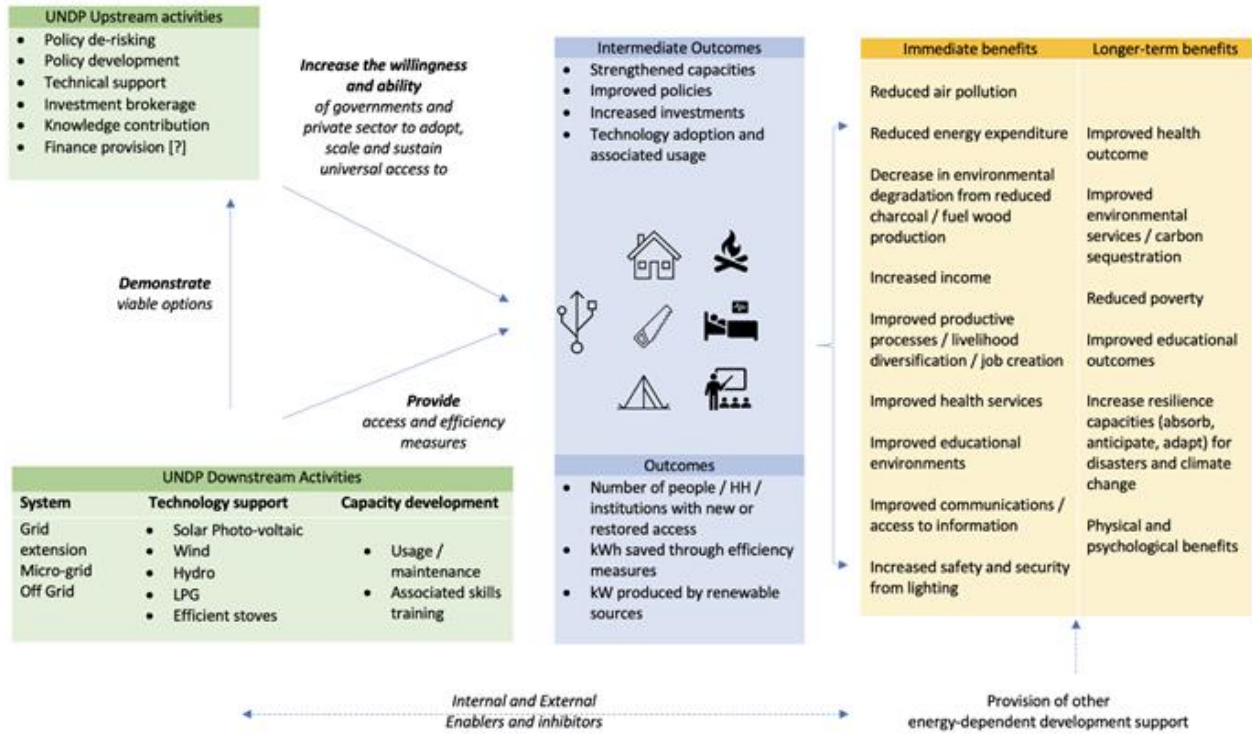 UNDP Upstream activities
• Policy de-risking
• Policy development
• Technical support
• Investment brokerage
• Knowledge contribution
• Finance provision [?]
Increase the willingness
and ability
of governments and
private sector to adopt,
scale and sustain
universal access to
Demonstrate
viable options
Provide
access and efficiency
measures
UNDP Downstream Activities
System
Grid
extension
Micro-grid
Off Grid
Technology support
• Solar Photo-voltaic
• Wind
• Hydro
• LPG
• Efficient stoves
Capacity development
• Usage /
maintenance
• Associated skills
training
Intermediate Outcomes
• Strengthened capacities
• Improved policies
• Increased investments
• Technology adoption and
associated usage
Outcomes
• Number of people / HH /
institutions with new or
restored access
• kWh saved through efficiency
measures
• kW produced by renewable
sources
Immediate benefits
Reduced air pollution
Reduced energy expenditure
Decrease in environmental
degradation from reduced
charcoal / fuel wood
production
Increased income
Improved productive
processes / livelihood
diversification / job creation
Improved health services
Improved educational
environments
Improved communications /
access to information
Increased safety and security
from lighting
Longer-term benefits
Improved health
outcome
Improved
environmental
services / carbon
sequestration
Reduced poverty
Improved educational
outcomes
Increase resilience
capacities (absorb,
anticipate, adapt) for
disasters and climate
change
Physical and
psychological benefits
Internal and External
Enablers and inhibitors
Provision of other
energy-dependent development support